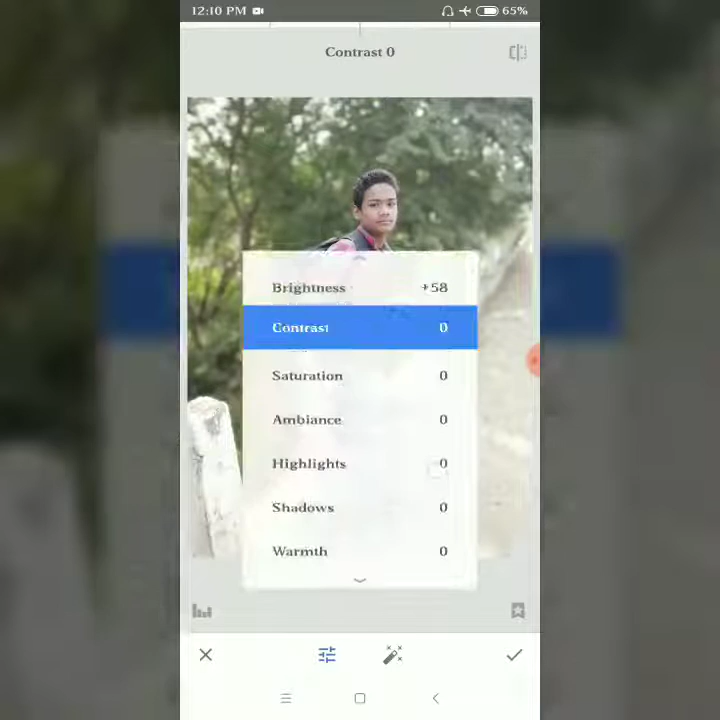 12:10 PM 65%
Contrast 0
Brightness +58
Contrast 0
Saturation 0
Ambiance 0
Highlights 0
Shadows 0
Warmth 0